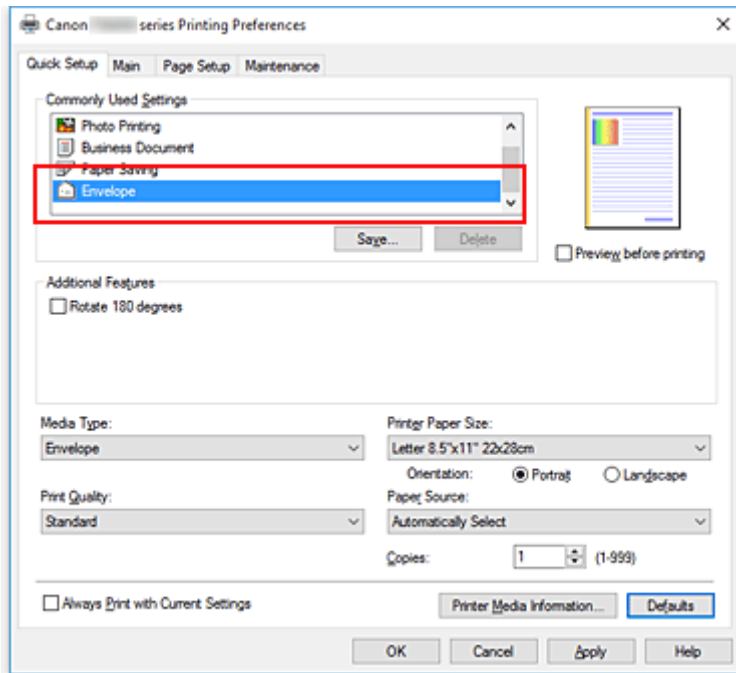 Canon series Printing Preferences
Quick Setup Main Page Setup Maintenance
Commonly Used Settings
Photo Printing
Business Document
Paper Saving
Envelope
Save... Delete
Preview before printing
Additional Features
Rotate 180 degrees
Media Type: Printer Paper Size:
Envelope Letter 8.5"x11" 22x28cm
Orientation: Portrait Landscape
Print Quality: Paper Source:
Standard Automatically Select
Copies: 1 (1-999)
Always Print with Current Settings Printer Media Information... Defaults
OK Cancel Apply Help